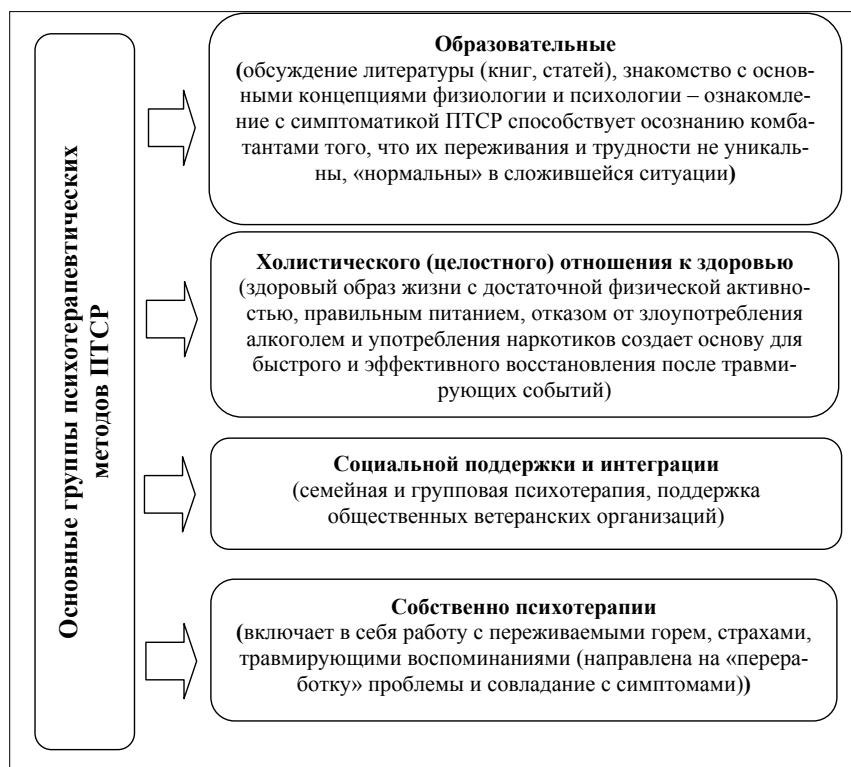 Основные группы психотерапевтических
методов ПТСР
Образовательные
(обсуждение литературы (книг, статей), знакомство с основ-
ными концепциями физиологии и психологии – ознакомле-
ние с симптоматикой ПТСР способствует осознанию комба-
тантами того, что их переживания и трудности не уникаль-
ны, «нормальны» в сложившейся ситуации)
Холистического (целостного) отношения к здоровью
(здоровый образ жизни с достаточной физической активно-
стью, правильным питанием, отказом от злоупотребления
алкоголем и употребления наркотиков создает основу для
быстрого и эффективного восстановления после травми-
рующих событий)
Социальной поддержки и интеграции
(семейная и групповая психотерапия, поддержка
общественных ветеранских организаций)
Собственно психотерапии
(включает в себя работу с переживаемыми горем, страхами,
травмирующими воспоминаниями (направлена на «перера-
ботку» проблемы и совладание с симптомами))